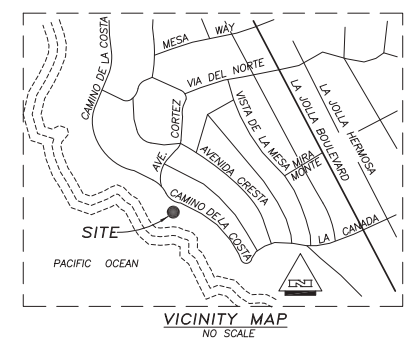 MESA WAY
CAMINO DE LA COSTA
VIA DEL NORTE
LA JOLLA BOULEVARD
LA JOLLA HERMOSA
VISTA DE LA MESA
AVE. CORTEZ
AVENIDA CRESTA
MIRA MONTE
CAMINO DE LA COSTA
SITE
LA CANADA
PACIFIC OCEAN
N
VICINITY MAP
NO SCALE